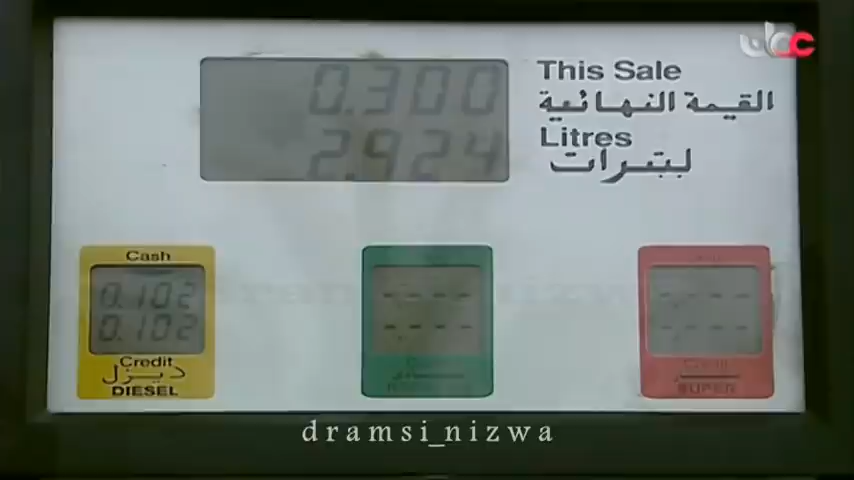 0.300
This Sale
القيمة النهائية
2.924
Litres
ليترات
Cash
0.102
0.102
Credit
ديزل
DIESEL
- - - -
- - - -
- - - -
- - - -
SUPER
dramsi_nizwa